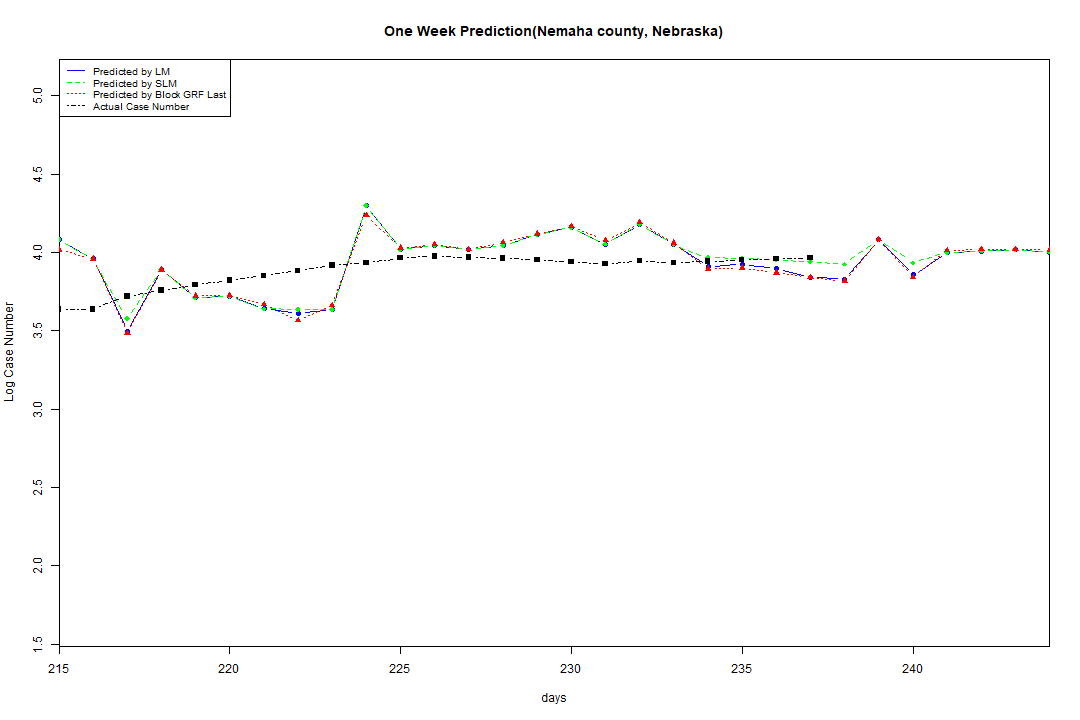 One Week Prediction(Nemaha county, Nebraska)
Predicted by LM
Predicted by SLM
Predicted by Block GRF Last
Actual Case Number
5.0
4.5
4.0
3.5
3.0
2.5
2.0
1.5
Log Case Number
215 220 225 230 235 240
days